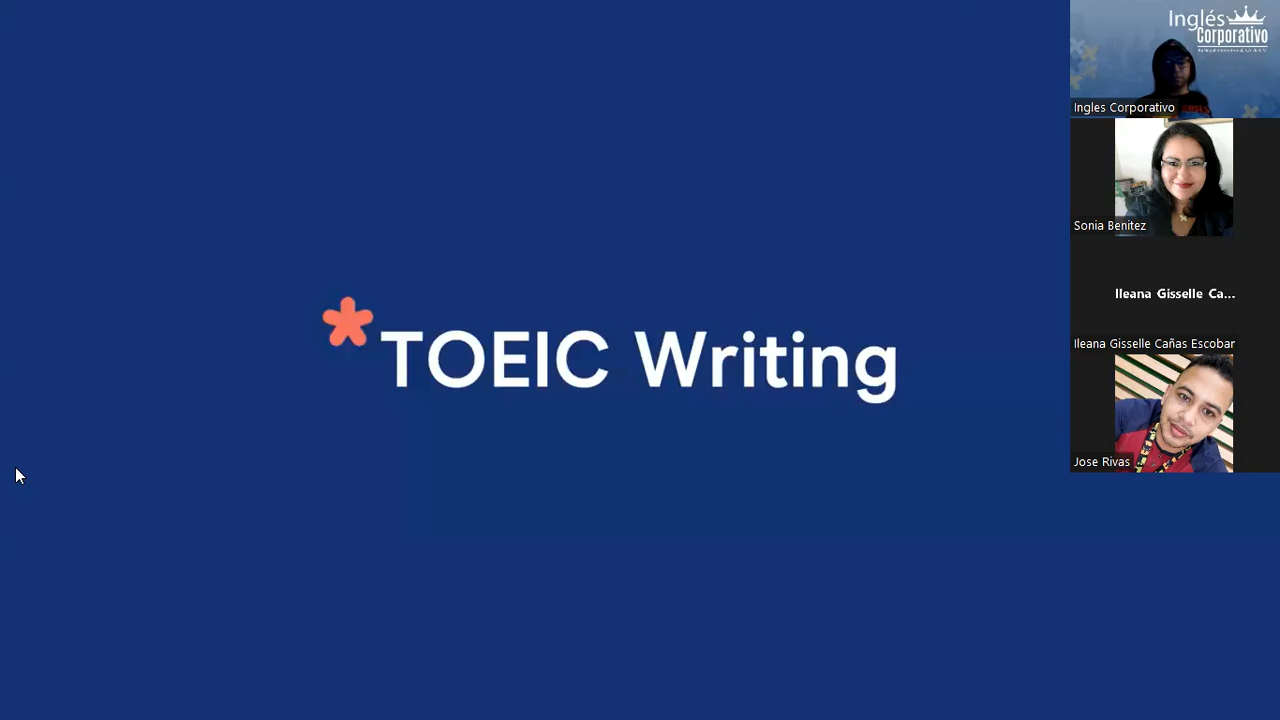 TOEIC Writing
Inglés
Corporativo
Ingles Corporativo
Sonia Benitez
Ileana Gisselle Ca...
Ileana Gisselle Cañas Escobar
Jose Rivas